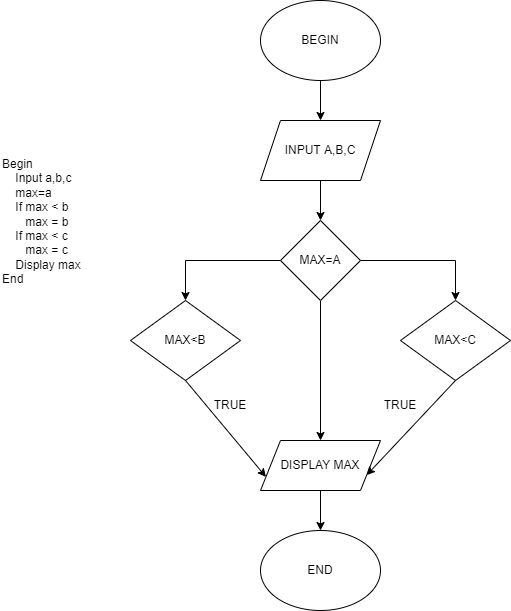 BEGIN
INPUT A,B,C
Begin
Input a,b,c
max=a
If max < b
max = b
If max < c
max = c
Display max
End
MAX=A
MAX<B
MAX<C
TRUE
TRUE
DISPLAY MAX
END